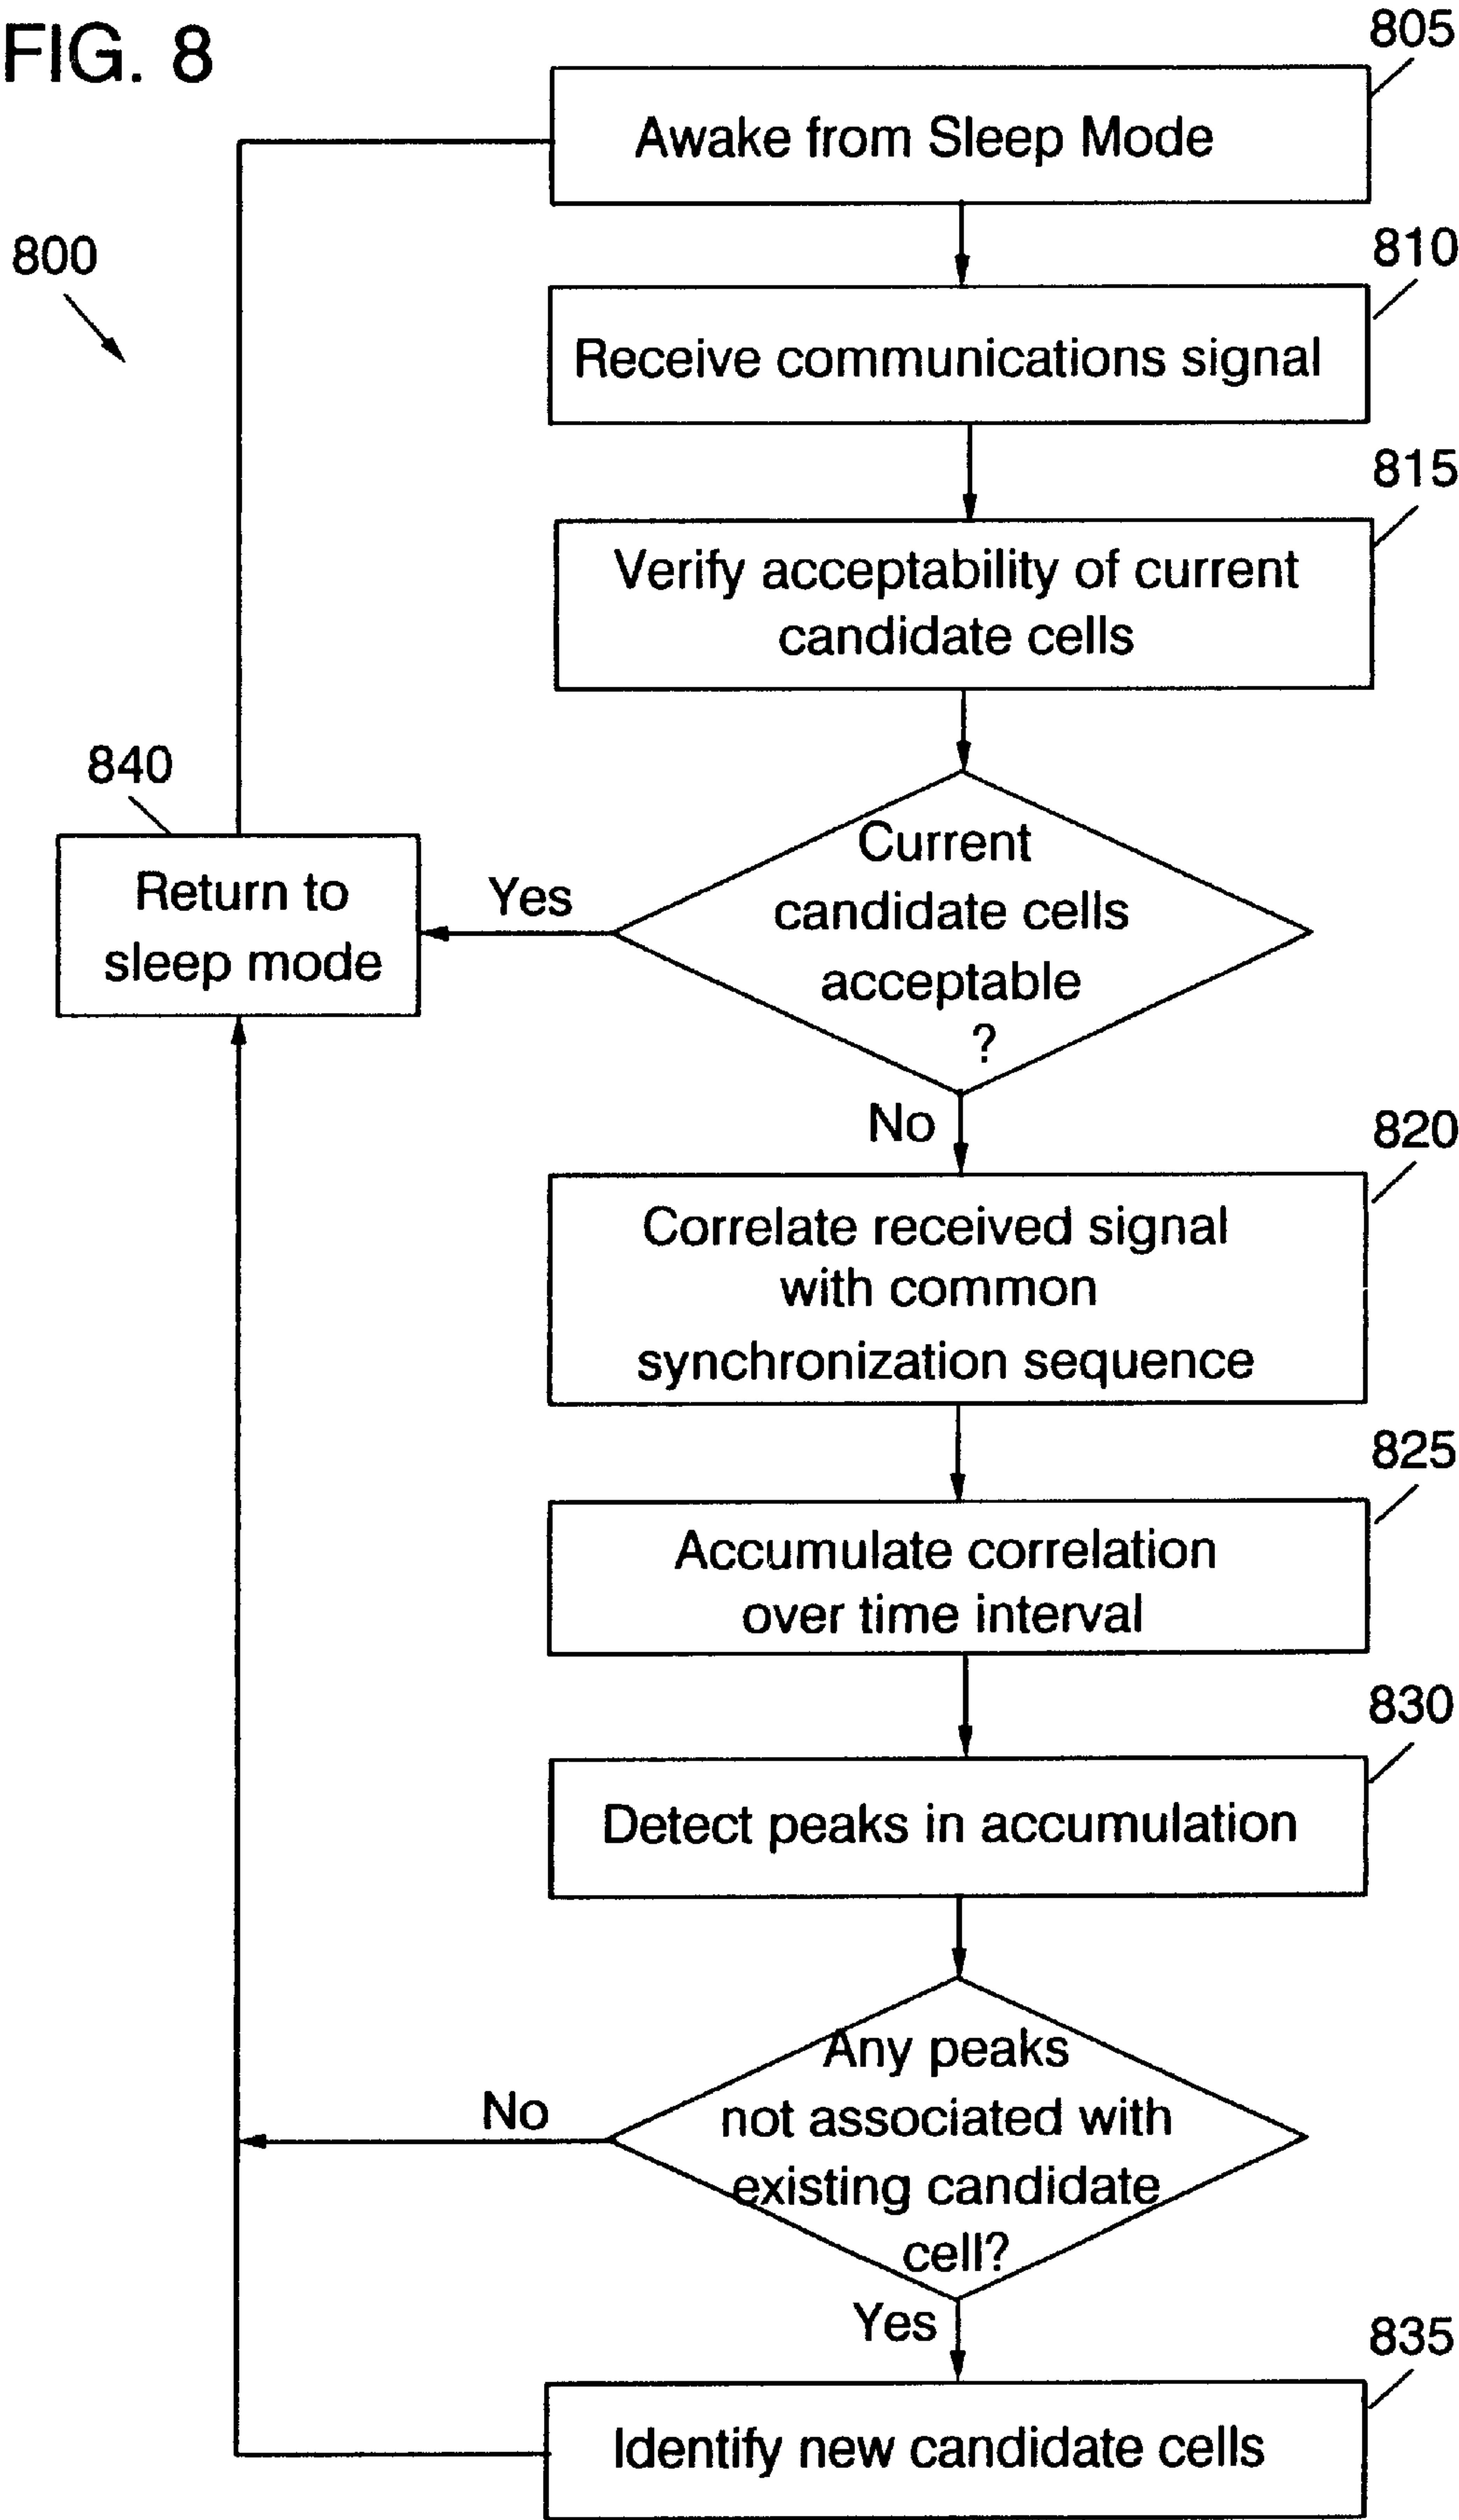 FIG. 8
805
Awake from Sleep Mode
800
810
Receive communications signal
815
Verify acceptability of current
candidate cells
840
Return to
sleep mode
Yes
Current
candidate cells
acceptable
?
No
820
Correlate received signal
with common
synchronization sequence
825
Accumulate correlation
over time interval
830
Detect peaks in accumulation
Any peaks
not associated with
existing candidate
cell?
No
Yes
835
Identify new candidate cells